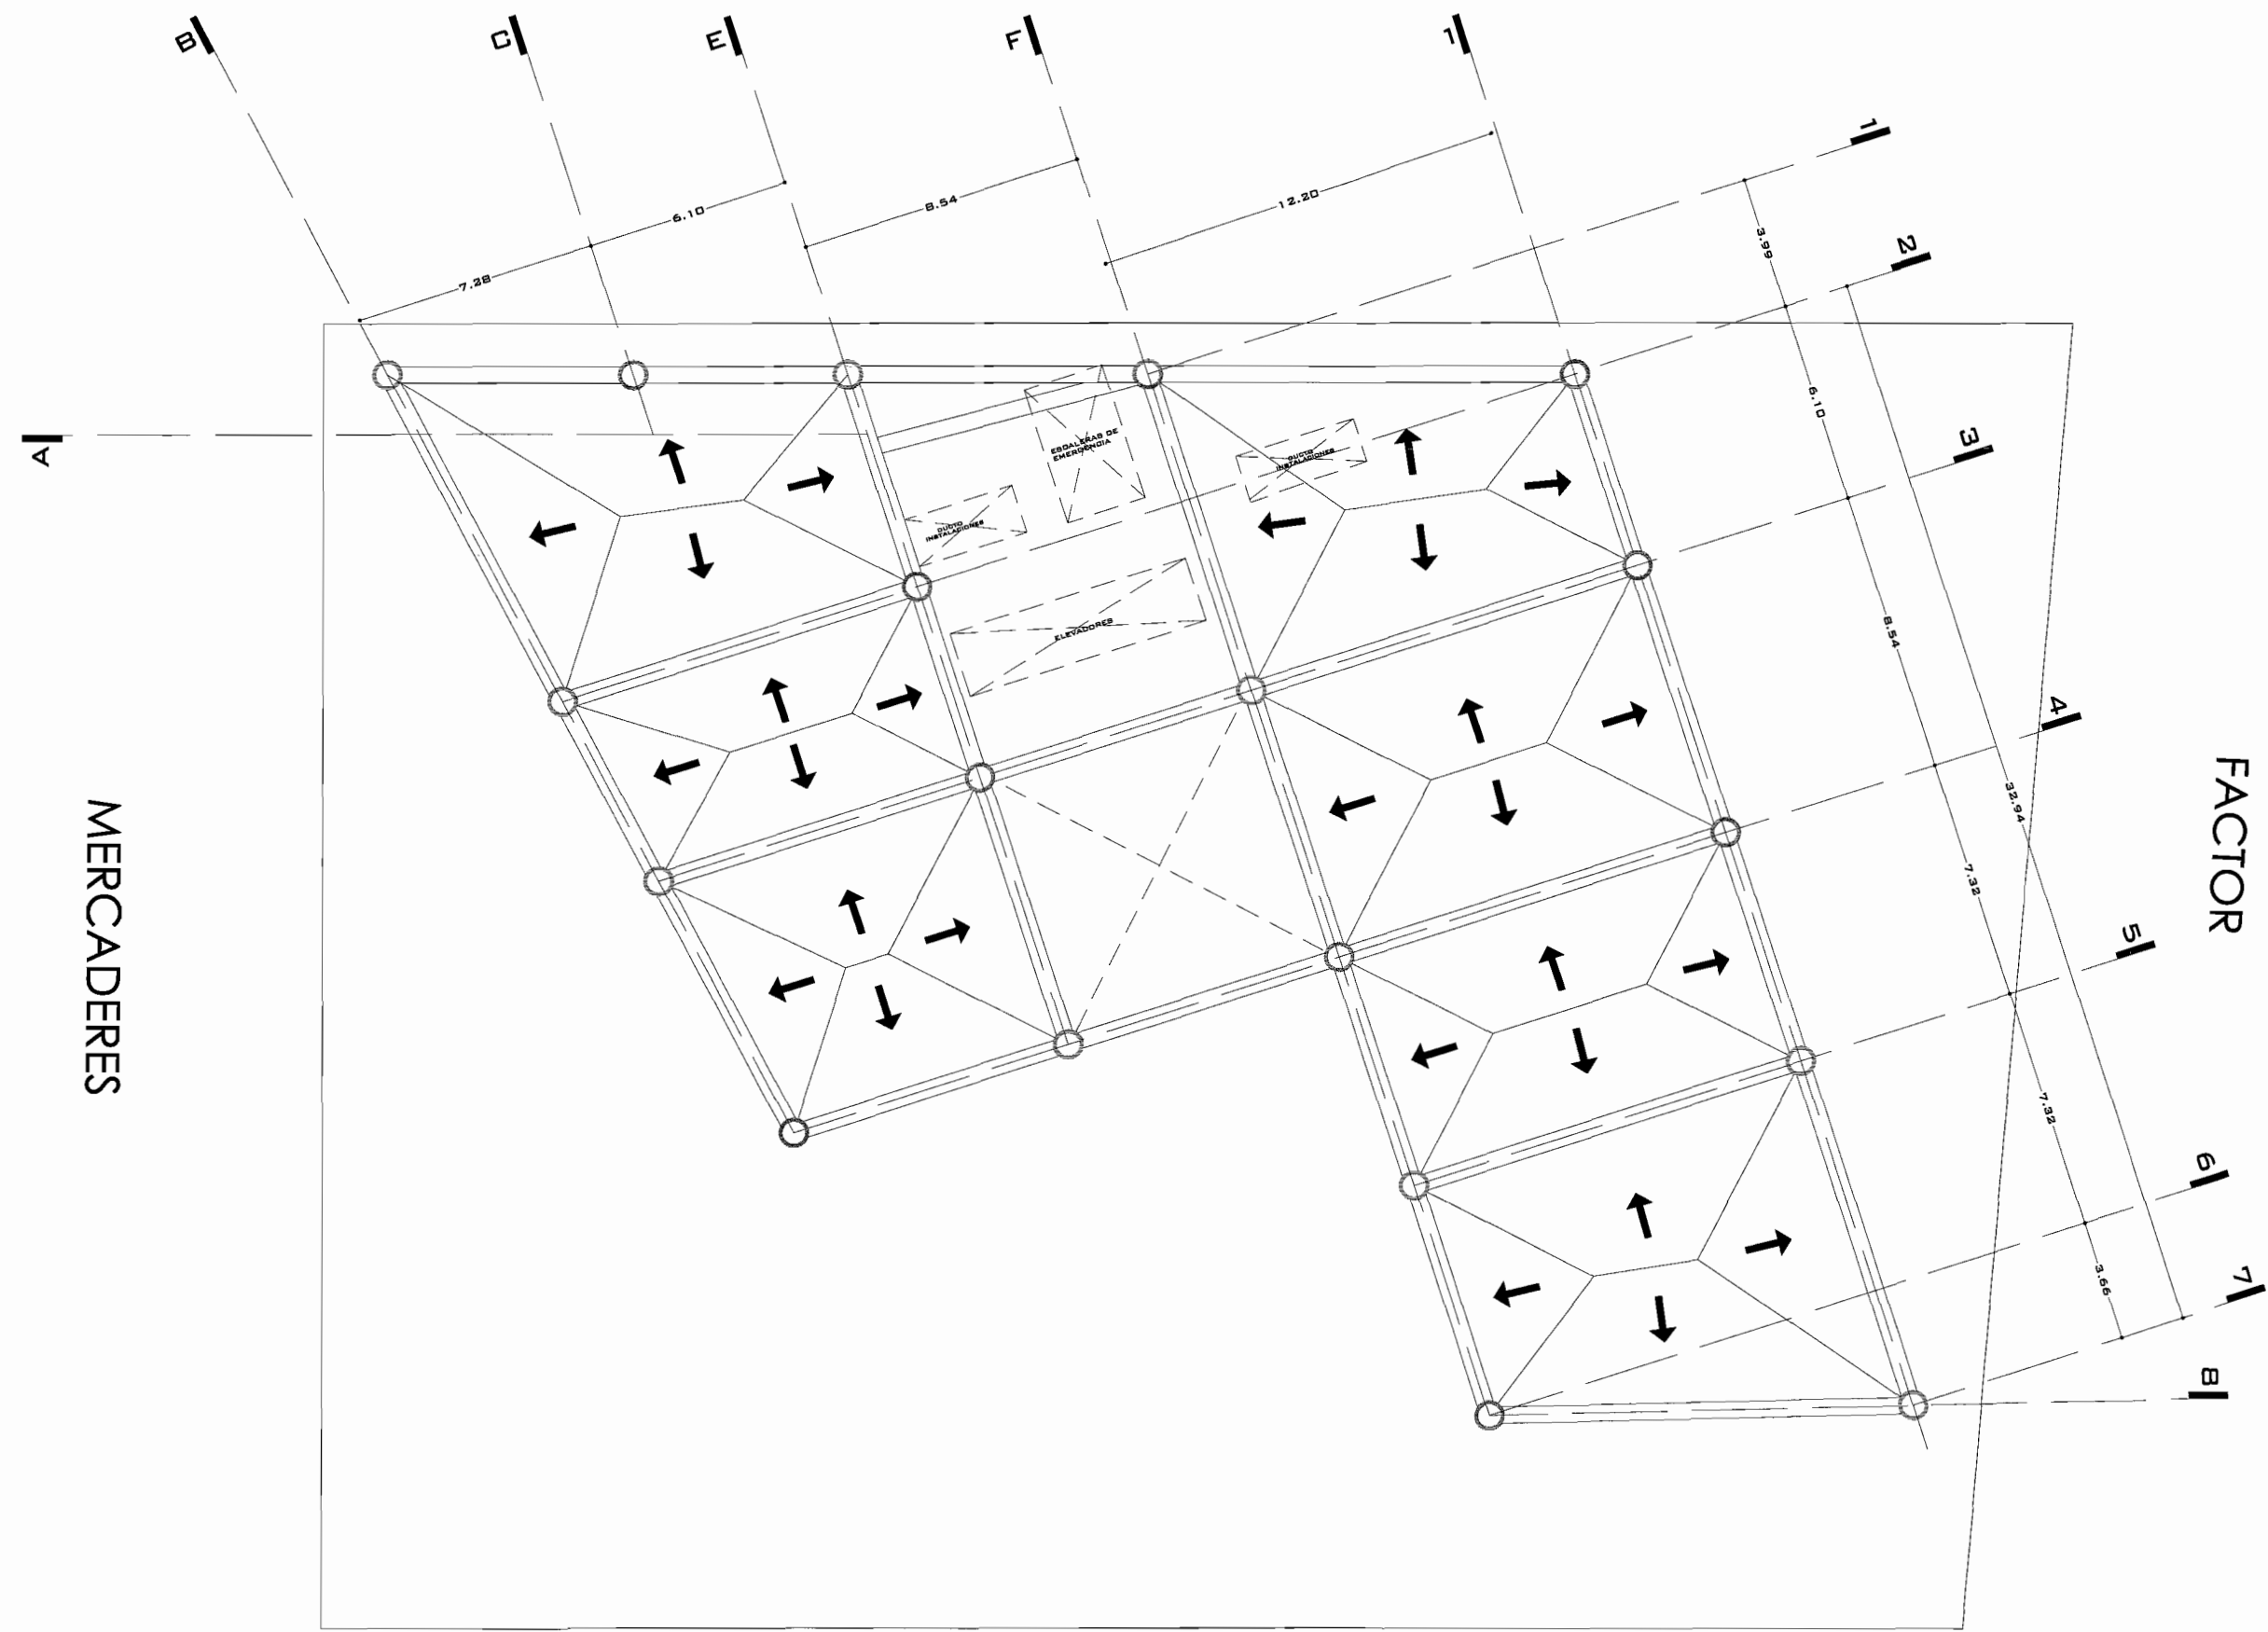 B
C
E
F
1
1
2
3
4
5
6
7
8
A
7.28
6.10
8.54
12.20
3.99
6.10
8.54
7.32
7.32
3.66
32.94
ESCALERAS DE
EMERGENCIA
DUCTO
INSTALACIONES
DUCTO
INSTALACIONES
ELEVADORES
MERCADERES
FACTOR